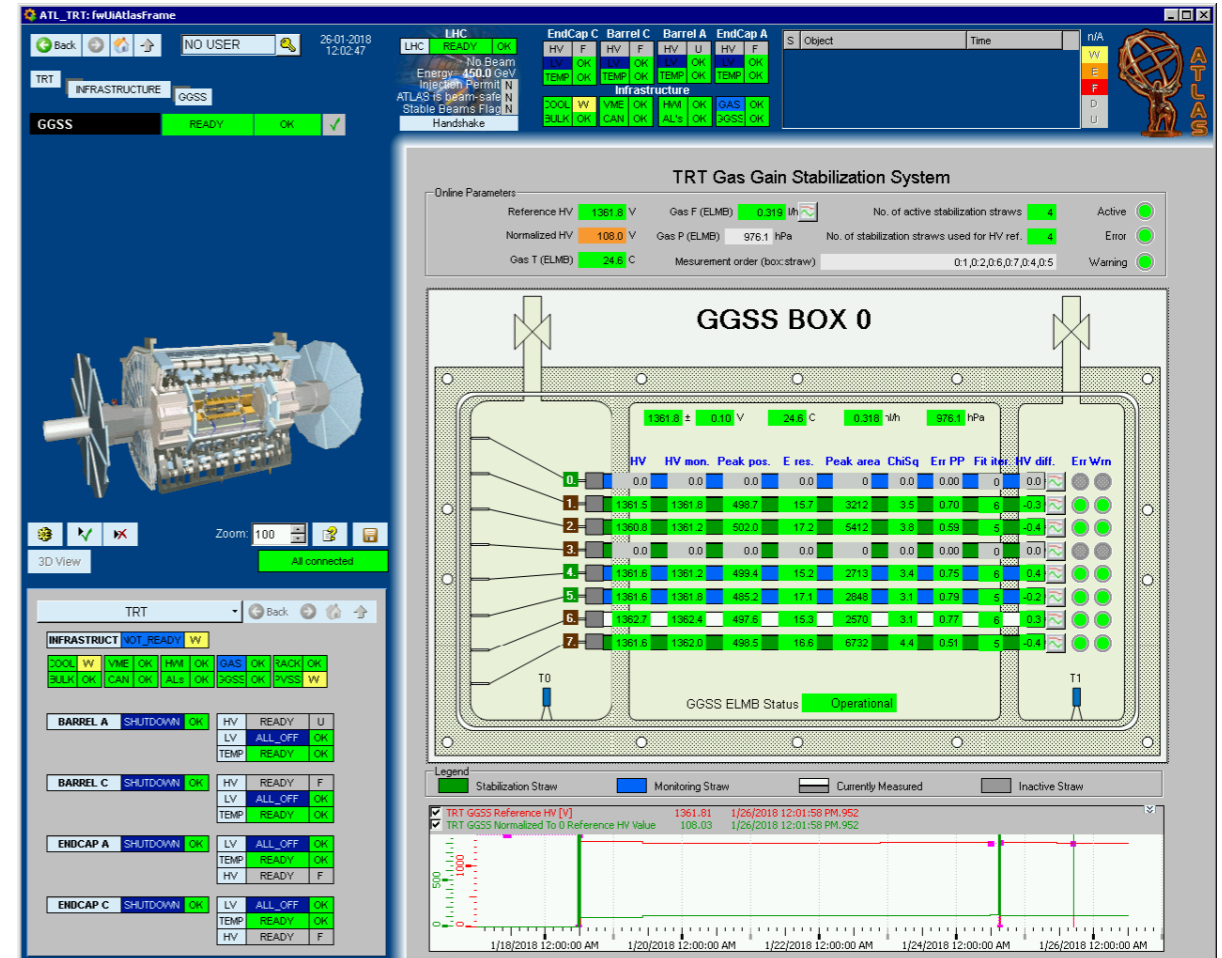 ATL_TRT: fwUiAtlasFrame
Back NO USER 26-01-2018 12:02:47
TRT INFRASTRUCTURE GGSS
GGSS READY OK
LHC
LHC READY OK
No Beam
Energy= 450.0 GeV
Injection Permit N
ATLAS is beam-safe N
Stable Beams Flag N
Handshake
EndCap C Barrel C Barrel A EndCap A
HV F HV F HV U HV F
LV OK LV OK LV OK LV OK
TEMP OK TEMP OK TEMP OK TEMP OK
Infrastructure
COOL W VME OK HWI OK GAS OK
BULK OK CAN OK AL's OK GGSS OK
S Object Time
n/A
W
E
F
D
U
ATLAS
TRT Gas Gain Stabilization System
Online Parameters
Reference HV 1361.8 V Gas F (ELMB) 0.319 l/h No. of active stabilization straws 4 Active
Normalized HV 108.0 V Gas P (ELMB) 976.1 hPa No. of stabilization straws used for HV ref. 4 Error
Gas T (ELMB) 24.6 C Mesurement order (box:straw) 0:1,0:2,0:6,0:7,0:4,0:5 Warning
GGSS BOX 0
1361.8 ± 0.10 V 24.6 C 0.318 976.1 hPa
HV HV mon. Peak pos. E res. Peak area ChiSq Err PP Fit iter. HV diff. Err Wrn
0. 0.0 0.0 0.0 0.0 0 0.0 0.00 0 0.0
1. 1361.5 1361.8 498.7 15.7 3212 3.5 0.70 6 -0.3
2. 1360.8 1361.2 502.0 17.2 5412 3.8 0.59 5 -0.4
3. 0.0 0.0 0.0 0.0 0 0.0 0.00 0 0.0
4. 1361.6 1361.2 499.4 15.2 2713 3.4 0.75 6 0.4
5. 1361.6 1361.8 485.2 17.1 2848 3.1 0.79 5 -0.2
6. 1362.7 1362.4 497.6 15.3 2570 3.1 0.77 6 0.3
7. 1361.6 1362.0 498.5 16.6 6732 4.4 0.51 5 -0.4
T0 T1
GGSS ELMB Status Operational
Legend
Stabilization Straw Monitoring Straw Currently Measured Inactive Straw
TRT GGSS Reference HV [V] 1361.81 1/26/2018 12:01:58 PM.952
TRT GGSS Normalized To 0 Reference HV Value 108.03 1/26/2018 12:01:58 PM.952
500 1000
0 0
1/18/2018 12:00:00 AM 1/20/2018 12:00:00 AM 1/22/2018 12:00:00 AM 1/24/2018 12:00:00 AM 1/26/2018 12:00:00 AM
Zoom: 100
3D View All connected
TRT Back
INFRASTRUCT NOT_READY W
COOL W VME OK HWI OK GAS OK RACK OK
BULK OK CAN OK ALs OK GGSS OK PVSS W
BARREL A SHUTDOWN OK HV READY U
LV ALL_OFF OK
TEMP READY OK
BARREL C SHUTDOWN OK HV READY F
LV ALL_OFF OK
TEMP READY OK
ENDCAP A SHUTDOWN OK LV ALL_OFF OK
TEMP READY OK
HV READY F
ENDCAP C SHUTDOWN OK LV ALL_OFF OK
TEMP READY OK
HV READY F